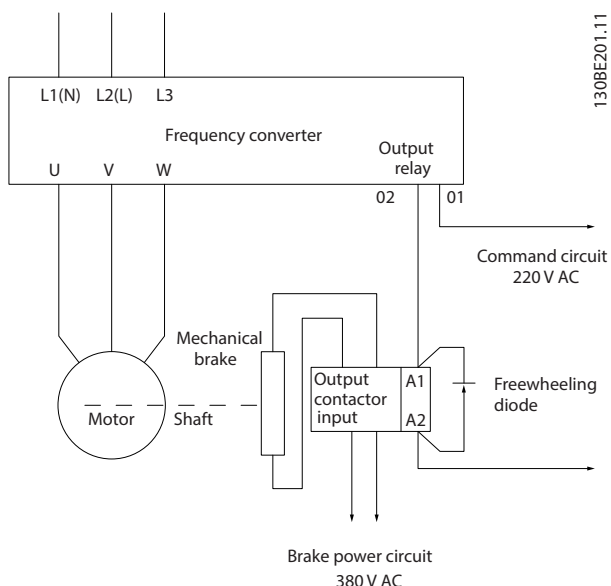 130BE201.11
L1(N) L2(L) L3
Frequency converter
Output
relay
U V W
02 01
Command circuit
220 V AC
Mechanical
brake
Output
contactor
input
A1
A2
Freewheeling
diode
Motor
Shaft
Brake power circuit
380 V AC